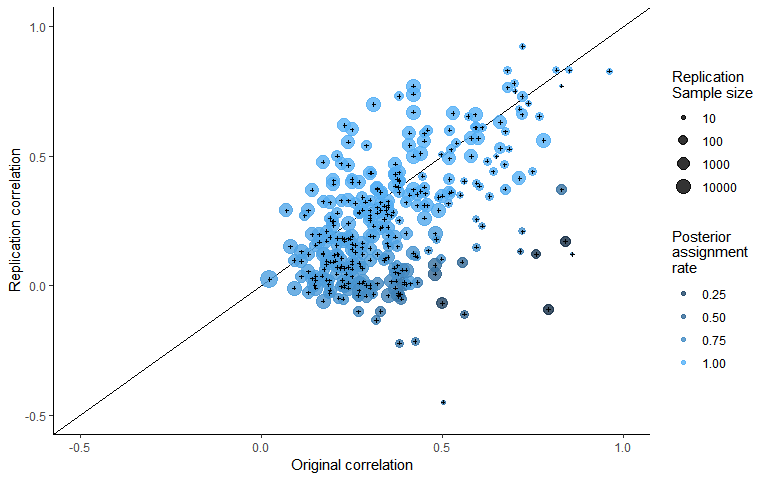 1.0
0.5
0.0
-0.5
-0.5
0.0
0.5
1.0
Original correlation
Replication correlation
Replication
Sample size
10
100
1000
10000
Posterior
assignment
rate
0.25
0.50
0.75
1.00